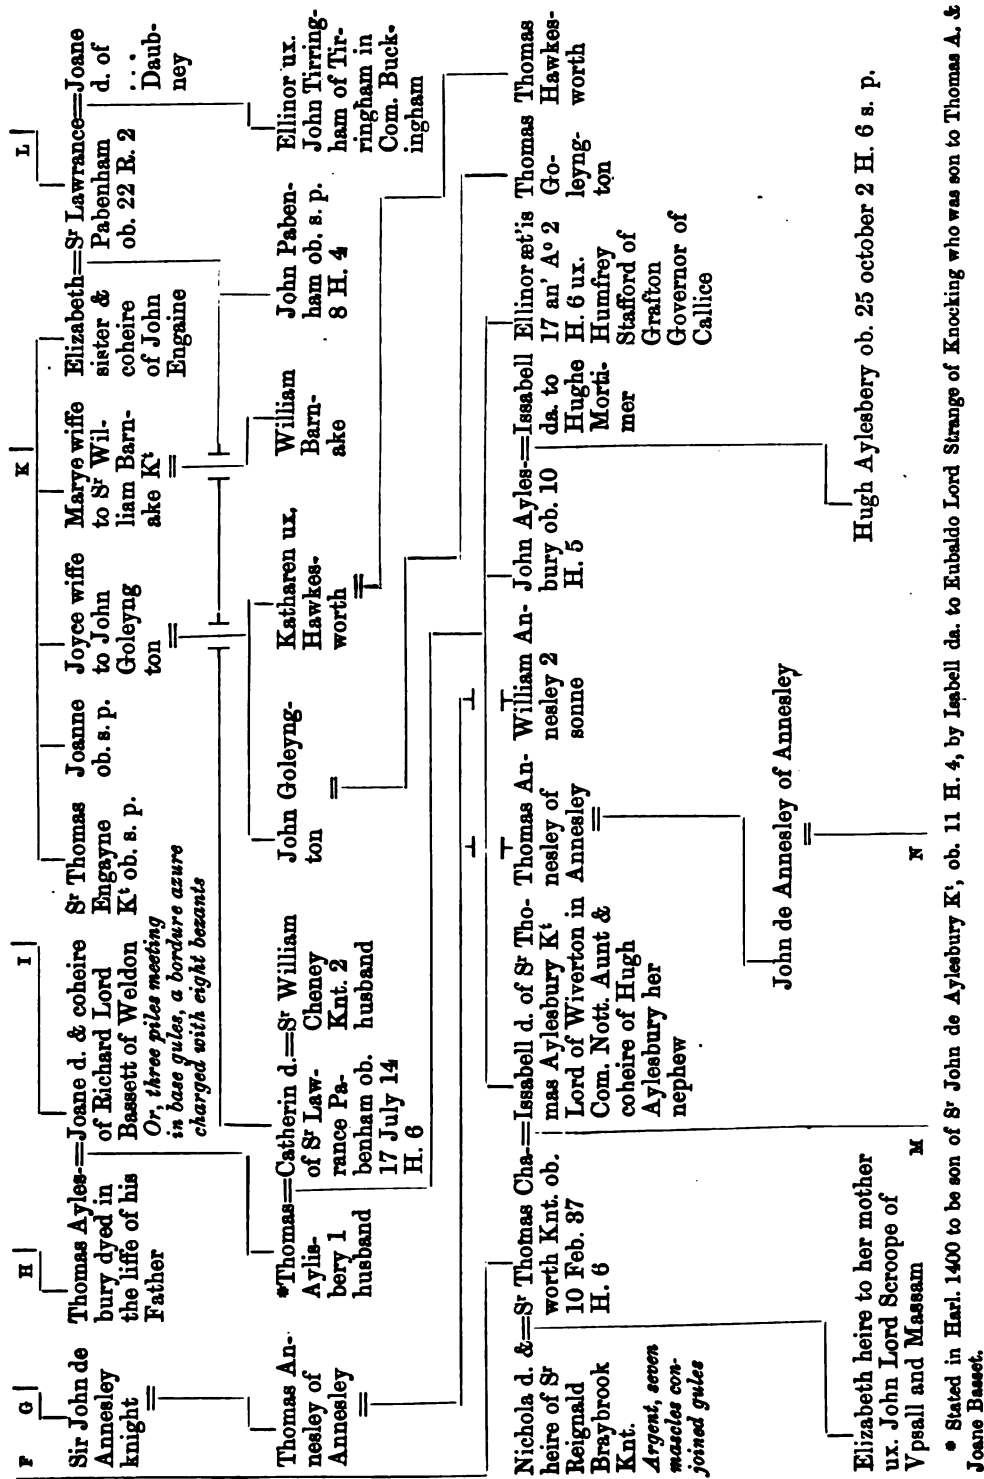 F G H I K L
Sir John de
Annesley
knight
Thomas Ayles-=Joane d. & coheire
bury dyed in
the liffe of his
Father
of Richard Lord
Bassett of Weldon
Or, three piles meeting
in base gules, a bordure azure
charged with eight bezants
Sr Thomas
Engayne
Kt ob. s. p.
Joanne
ob. s. p.
Joyce wiffe
to John
Goleyng
ton
Marye wiffe
to Sr Wil-
liam Barn-
ake Kt
Elizabeth=Sr Lawrance=Joane
sister &
coheire
of John
Engaine
Pabenham
ob. 22 R. 2
d. of
... Daub-
ney
Thomas An-
nesley of
Annesley
*Thomas=Catherin d.=Sr William
Aylis-
bery 1
husband
of Sr Law-
rance Pa-
benham ob.
17 July 14
H. 6
Cheney
Knt. 2
husband
John Goleyng-
ton
Katharen ux,
Hawkes-
worth
William
Barn-
ake
John Paben-
ham ob. s. p.
8 H. 4
Ellinor ux.
John Tirring-
ham of Tir-
ringham in
Com. Buck-
ingham
Nichola d. &=Sr Thomas Cha-=Issabell d. of Sr Tho-
heire of Sr
Reignald
Braybrook
Knt.
Argent, seven
mascles con-
joined gules
worth Knt. ob.
10 Feb. 37
H. 6
mas Aylesbury Kt
Lord of Wiverton in
Com. Nott. Aunt &
coheire of Hugh
Aylesbury her
nephew
Thomas An-
nesley of
Annesley
William An-
nesley 2
sonne
John Ayles-=Issabell
bury ob. 10
H. 5
da. to
Hughe
Morti-
mer
Ellinor æt'is
17 an' Ao 2
H. 6 ux.
Humfrey
Stafford of
Grafton
Governor of
Callice
Thomas
Go-
leyng-
ton
Thomas
Hawkes-
worth
Elizabeth heire to her mother
ux. John Lord Scroope of
Vpsall and Massam
M
John de Annesley of Annesley
N
Hugh Aylesbery ob. 25 october 2 H. 6 s. p.
* Stated in Harl. 1400 to be son of Sr John de Aylesbury Kt, ob. 11 H. 4, by Isabell da. to Eubaldo Lord Strange of Knocking who was son to Thomas A. &
Joane Basset.